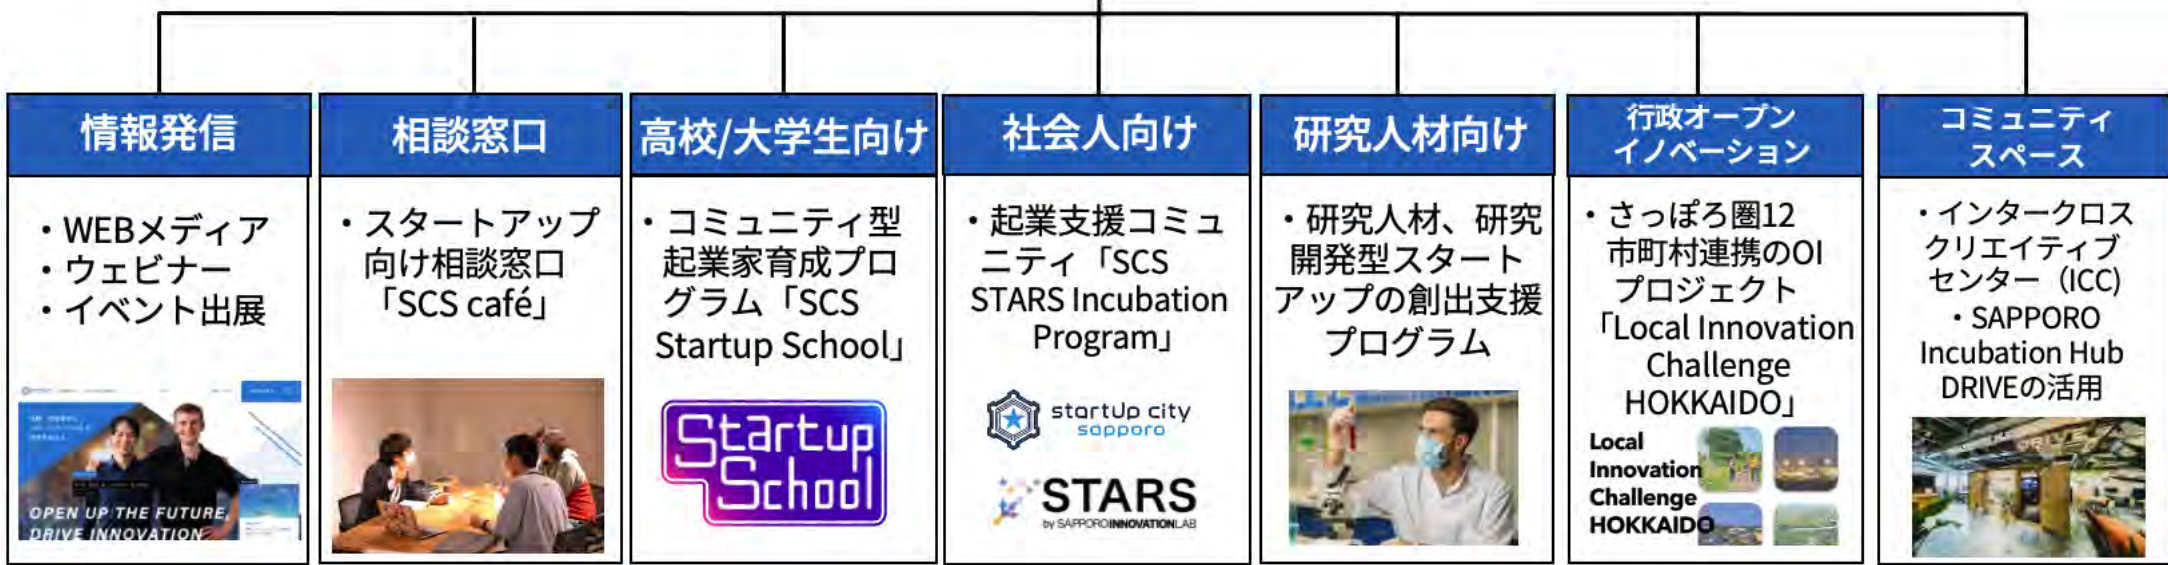 情報発信
・WEBメディア
・ウェビナー
・イベント出展
OPEN UP THE FUTURE,
DRIVE INNOVATION
相談窓口
・スタートアップ
向け相談窓口
「SCS café」
高校/大学生向け
・コミュニティ型
起業家育成プロ
グラム「SCS
Startup School」
Startup
School
社会人向け
・起業支援コミュ
ニティ「SCS
STARS Incubation
Program」
startup city
sapporo
STARS
by SAPPORO INNOVATION LAB
研究人材向け
・研究人材、研究
開発型スタート
アップの創出支援
プログラム
行政オープン
イノベーション
・さっぽろ圏12
市町村連携のOI
プロジェクト
「Local Innovation
Challenge
HOKKAIDO」
Local
Innovation
Challenge
HOKKAIDO
コミュニティ
スペース
・インタークロス
クリエイティブ
センター（ICC)
・SAPPORO
Incubation Hub
DRIVEの活用
DRIVE